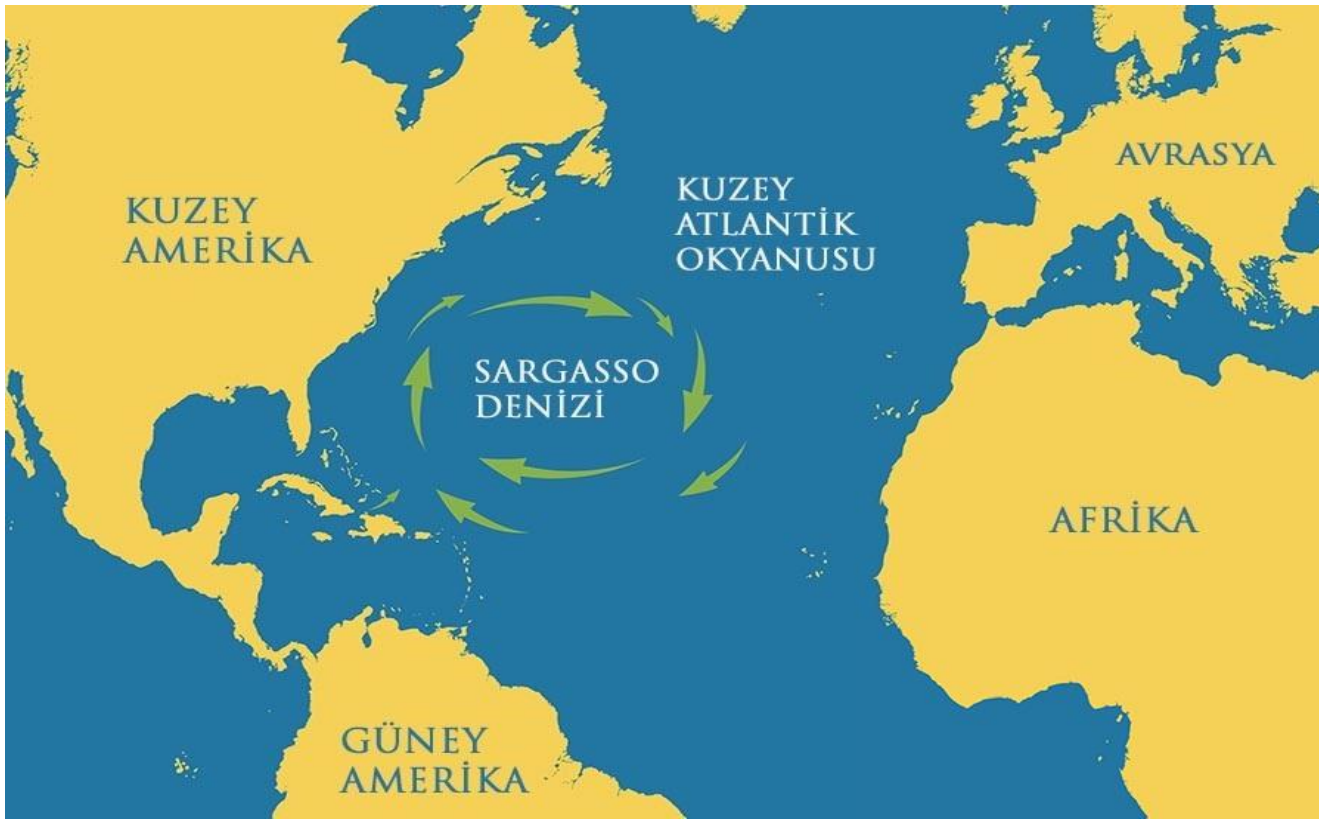 KUZEY
AMERİKA
KUZEY
ATLANTİK
OKYANUSU
AVRASYA
SARGASSO
DENİZİ
AFRİKA
GÜNEY
AMERİKA